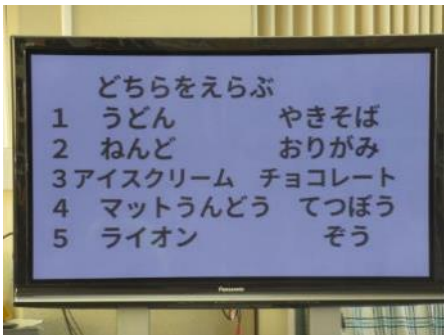 どちらをえらぶ
1 うどん やきそば
2 ねんど おりがみ
3 アイスクリーム チョコレート
4 マットうんどう てつぼう
5 ライオン ぞう
Panasonic